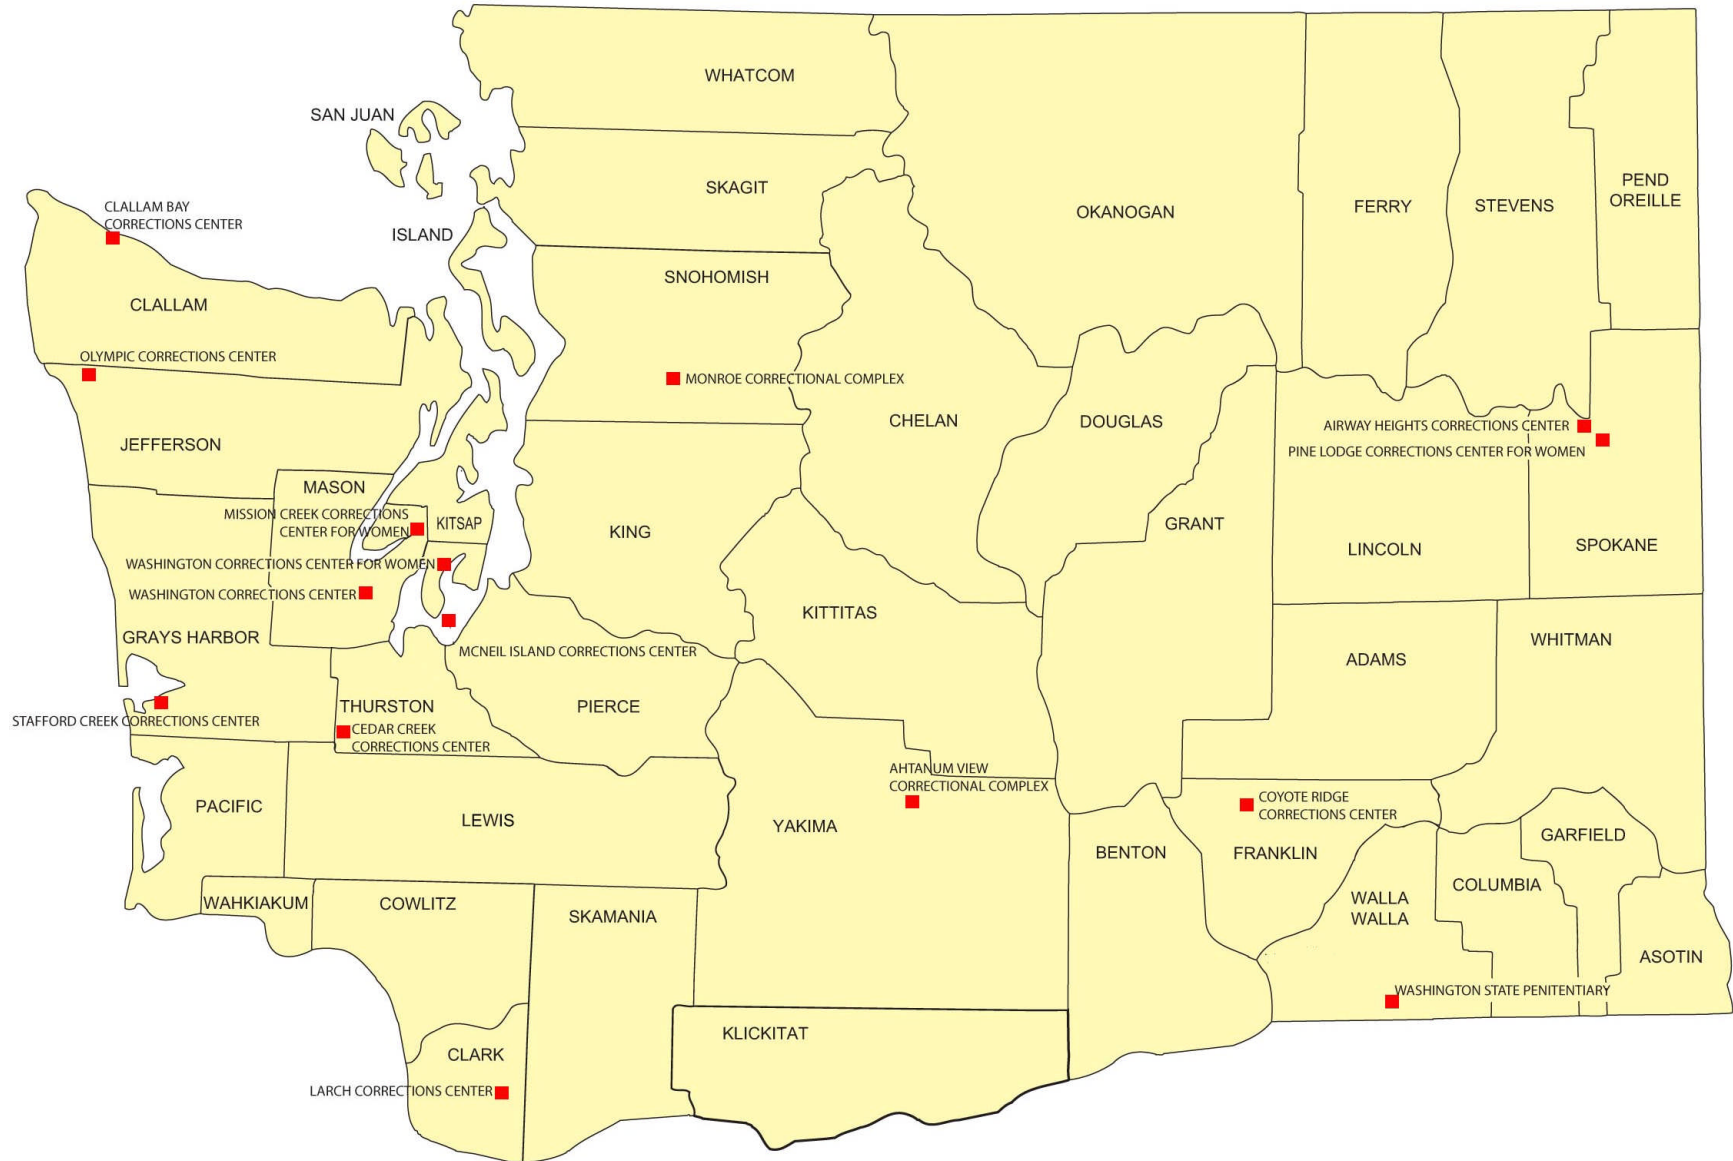 WHATCOM
SAN JUAN
SKAGIT
PEND
OREILLE
CLALLAM BAY
CORRECTIONS CENTER
ISLAND
OKANOGAN
FERRY
STEVENS
SNOHOMISH
CLALLAM
OLYMPIC CORRECTIONS CENTER
MONROE CORRECTIONAL COMPLEX
CHELAN
DOUGLAS
AIRWAY HEIGHTS CORRECTIONS CENTER
PINE LODGE CORRECTIONS CENTER FOR WOMEN
JEFFERSON
MASON
MISSION CREEK CORRECTIONS
CENTER FOR WOMEN
KITSAP
KING
GRANT
LINCOLN
SPOKANE
WASHINGTON CORRECTIONS CENTER FOR WOMEN
WASHINGTON CORRECTIONS CENTER
KITTITAS
GRAYS HARBOR
MCNEIL ISLAND CORRECTIONS CENTER
ADAMS
WHITMAN
THURSTON
PIERCE
STAFFORD CREEK CORRECTIONS CENTER
CEDAR CREEK
CORRECTIONS CENTER
AHTANUM VIEW
CORRECTIONAL COMPLEX
COYOTE RIDGE
CORRECTIONS CENTER
PACIFIC
LEWIS
YAKIMA
BENTON
FRANKLIN
GARFIELD
COLUMBIA
WALLA
WALLA
WAHKIAKUM
COWLITZ
SKAMANIA
ASOTIN
WASHINGTON STATE PENITENTIARY
KLICKITAT
CLARK
LARCH CORRECTIONS CENTER